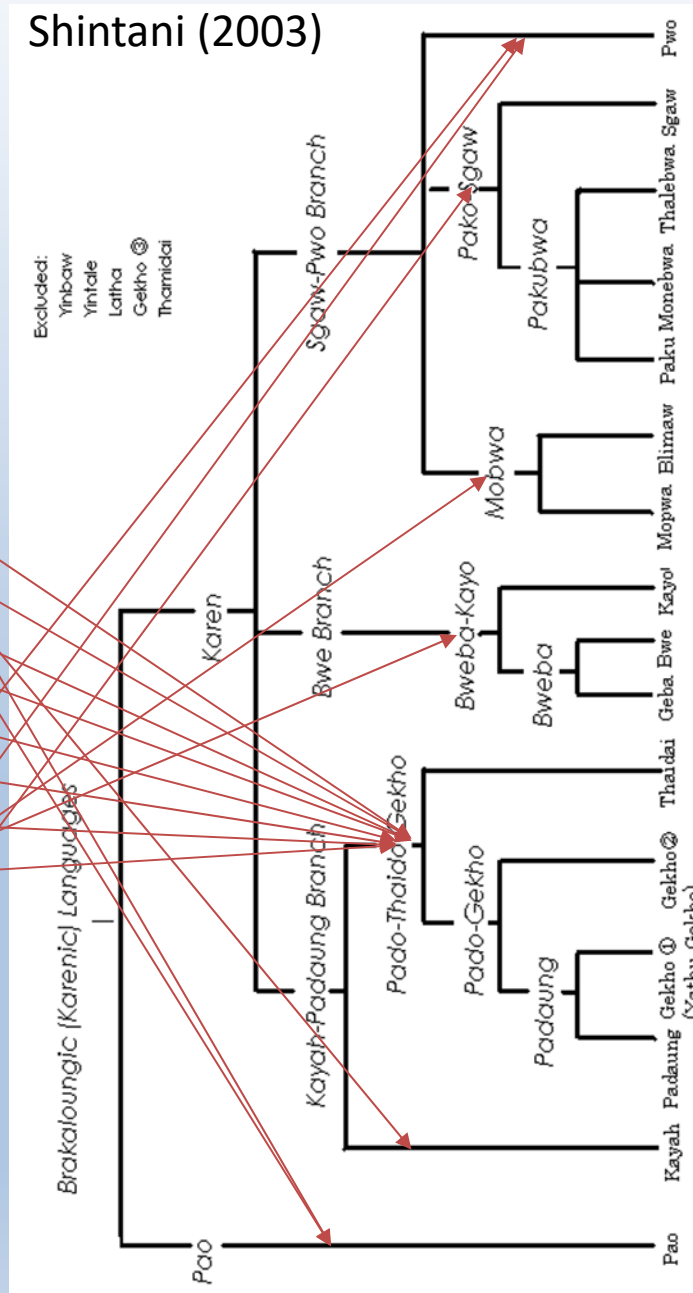 Shintani (2003)
Brakaloungic (Karenic) Languages
Excluded:
Yinbaw
Yintale
Latha
Gekho ③
Thamidai
Pao
Karen
Kayah-Padaung Branch
Bwe Branch
Sgaw-Pwo Branch
Pado-Thaido-Gekho
Bweba-Kayo
Mobwa
Pako-Sgaw
Pado-Gekho
Padaung
Bweba
Pakubwa
Pao
Kayah
Padaung
Gekho ①
(Yathu Gekho)
Gekho②
Thaidai
Geba
Bwe
Kayo
Mopwa
Blimaw
Paku
Monebwa
Thalebwa
Sgaw
Pwo